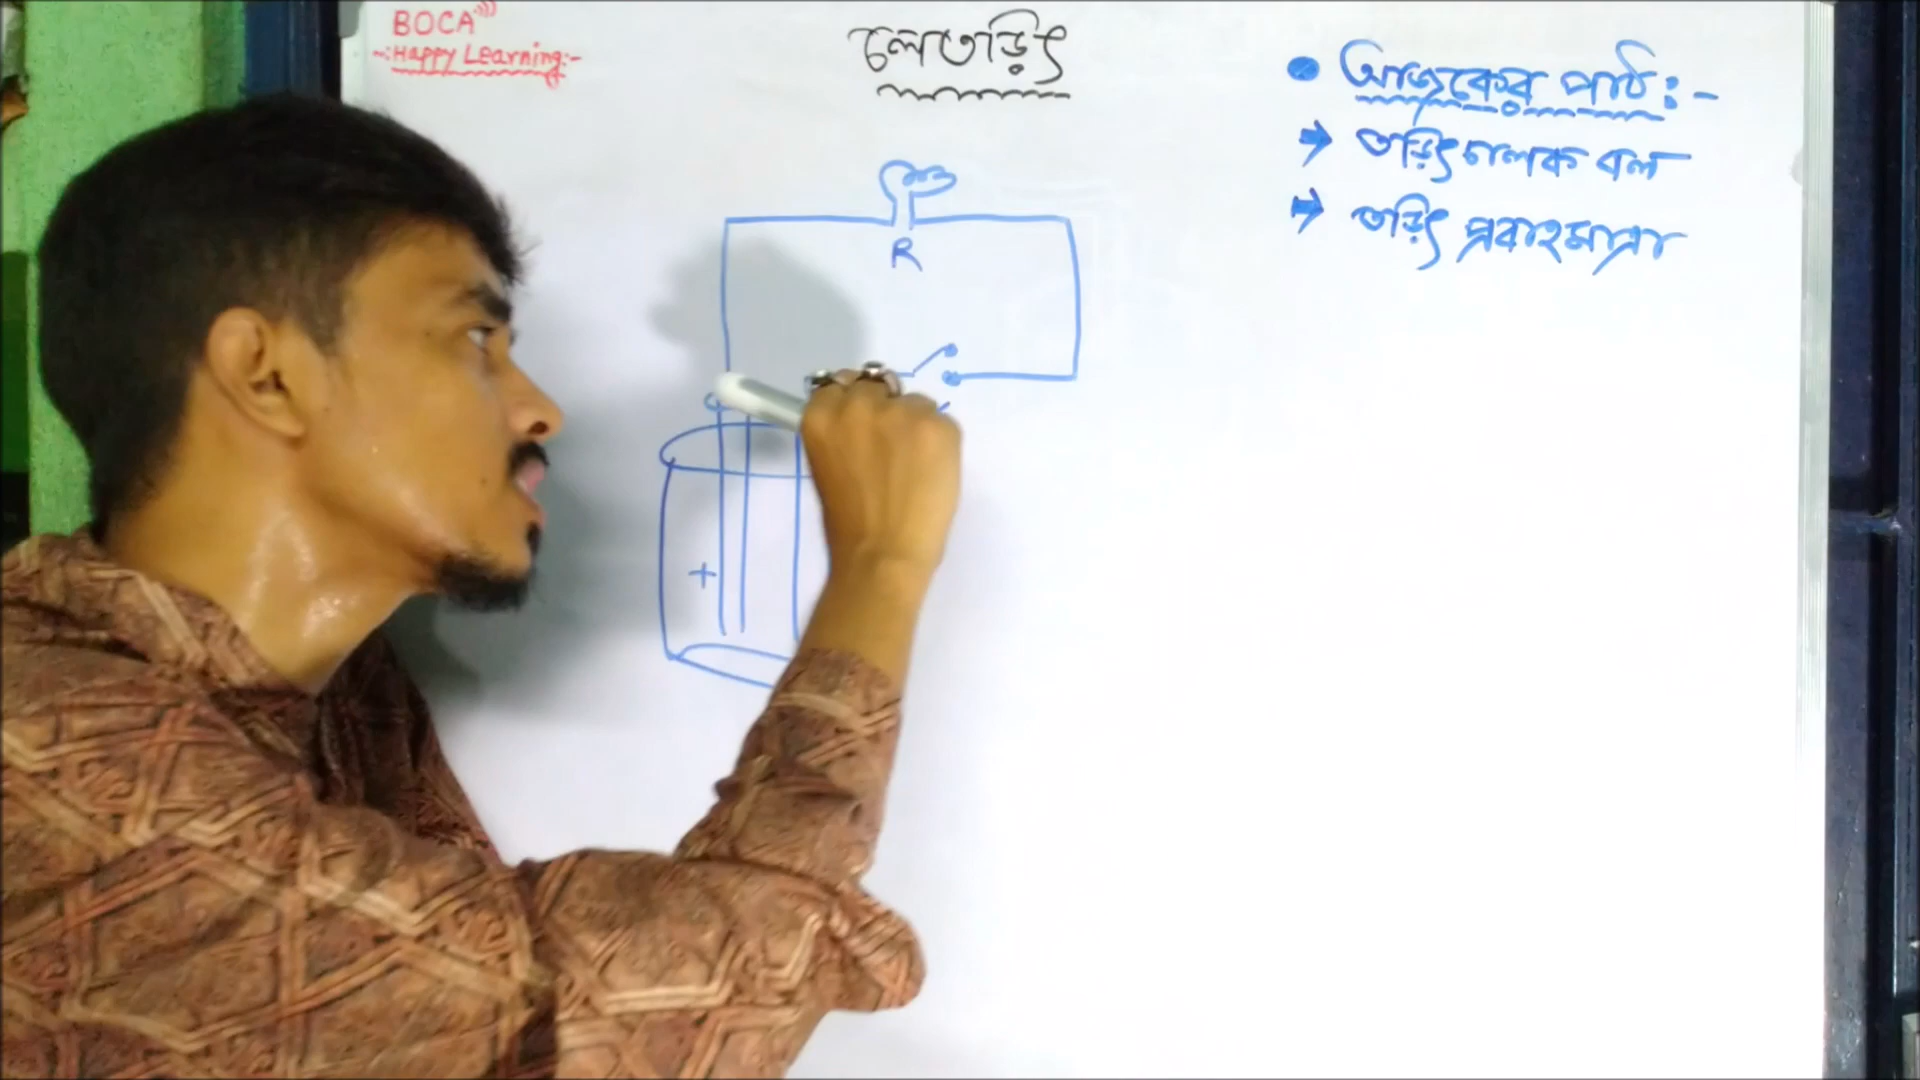 BOCA
-:Happy Learning:-
চলতড়িৎ
• আজকের পাঠ:-
→ তড়িৎচালক বল
→ তড়িৎ প্রবাহমাত্রা
R
+